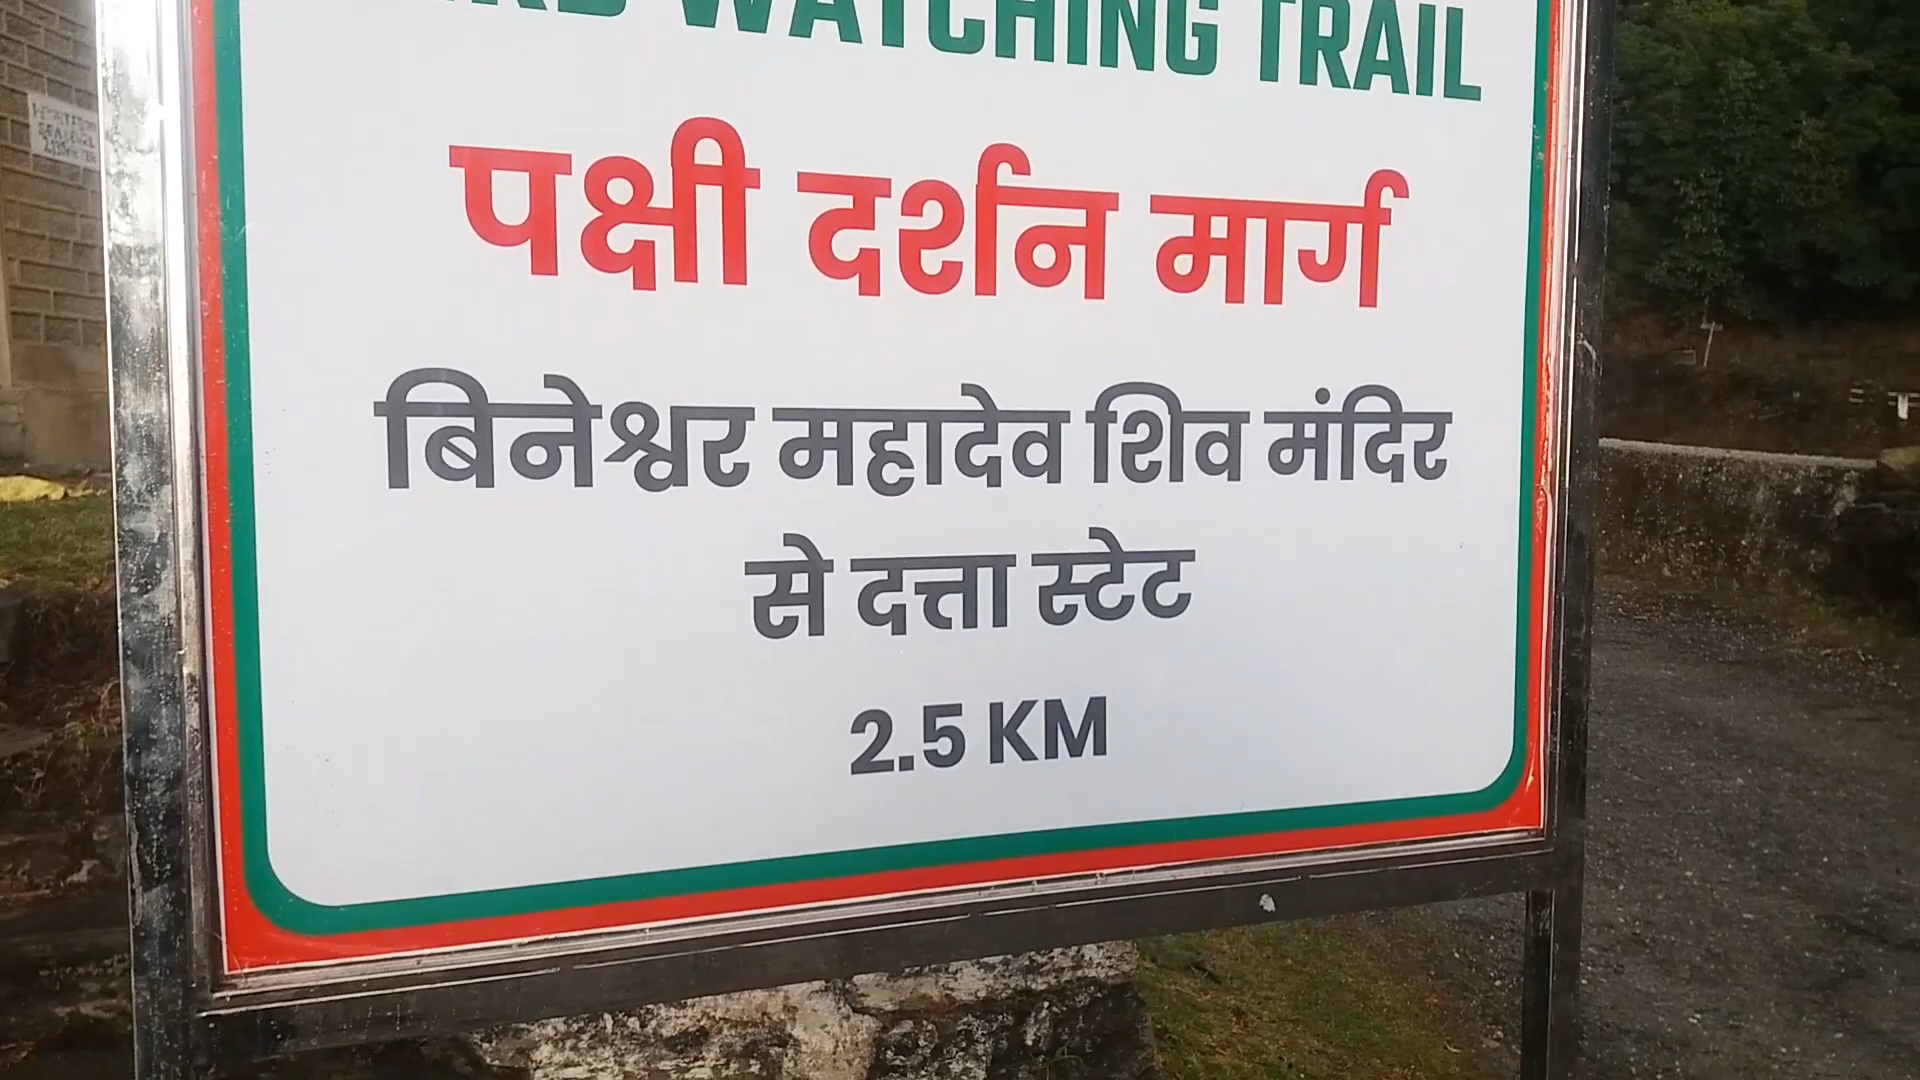 WATCHING TRAIL
पक्षी दर्शन मार्ग
बिनेश्वर महादेव शिव मंदिर
से दत्ता स्टेट
2.5 KM